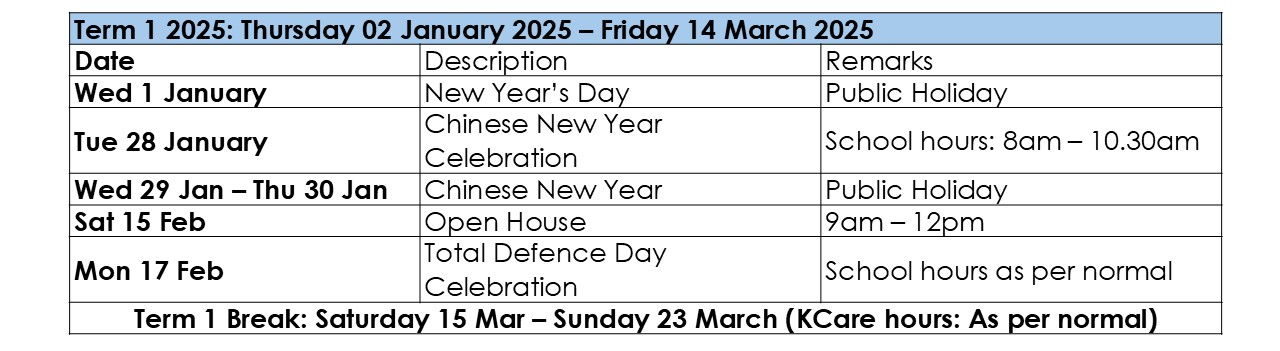 Term 1 2025: Thursday 02 January 2025 – Friday 14 March 2025
Date Description Remarks
Wed 1 January New Year’s Day Public Holiday
Tue 28 January Chinese New Year Celebration School hours: 8am – 10.30am
Wed 29 Jan – Thu 30 Jan Chinese New Year Public Holiday
Sat 15 Feb Open House 9am – 12pm
Mon 17 Feb Total Defence Day Celebration School hours as per normal
Term 1 Break: Saturday 15 Mar – Sunday 23 March (KCare hours: As per normal)